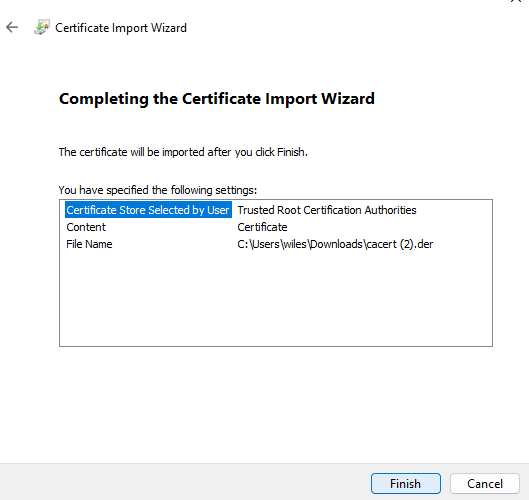 Certificate Import Wizard
Completing the Certificate Import Wizard
The certificate will be imported after you click Finish.
You have specified the following settings:
Certificate Store Selected by User Trusted Root Certification Authorities
Content Certificate
File Name C:\Users\wiles\Downloads\cacert (2).der
Finish Cancel